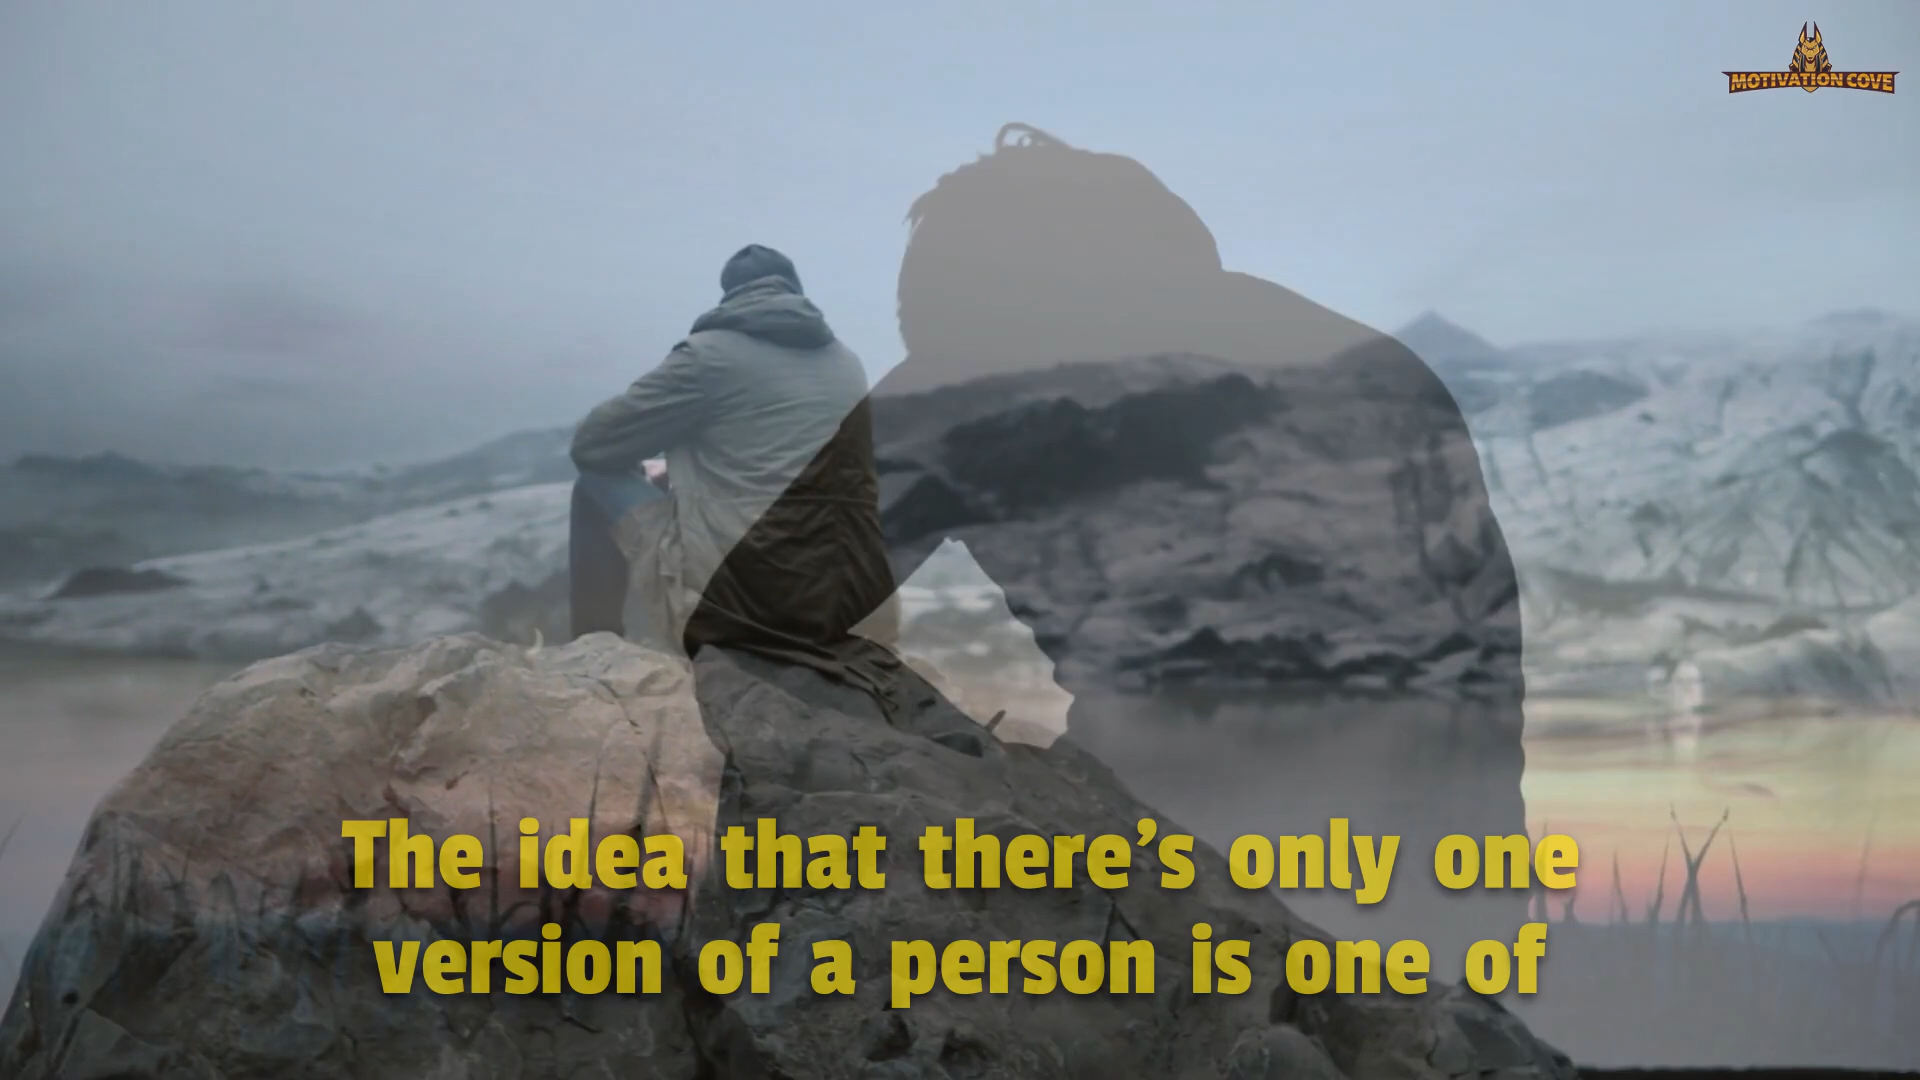 MOTIVATION COVE
The idea that there’s only one
version of a person is one of